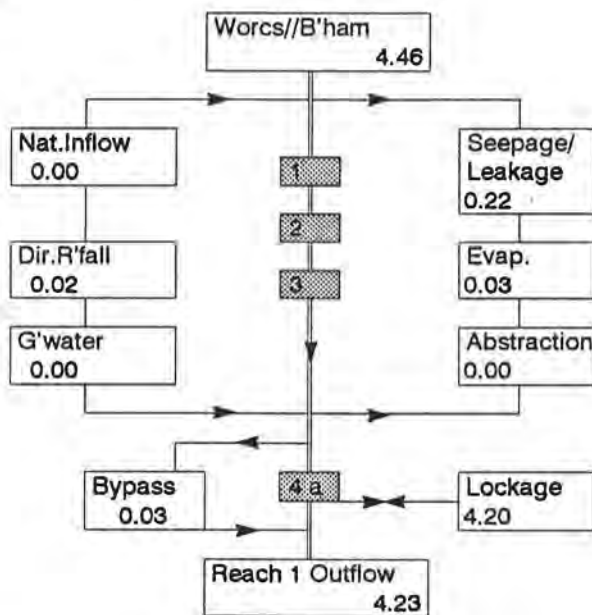 Worcs//B'ham
4.46
Nat.Inflow
0.00
Dir.R'fall
0.02
G'water
0.00
1
2
3
Seepage/
Leakage
0.22
Evap.
0.03
Abstraction
0.00
Bypass
0.03
4 a
Lockage
4.20
Reach 1 Outflow
4.23